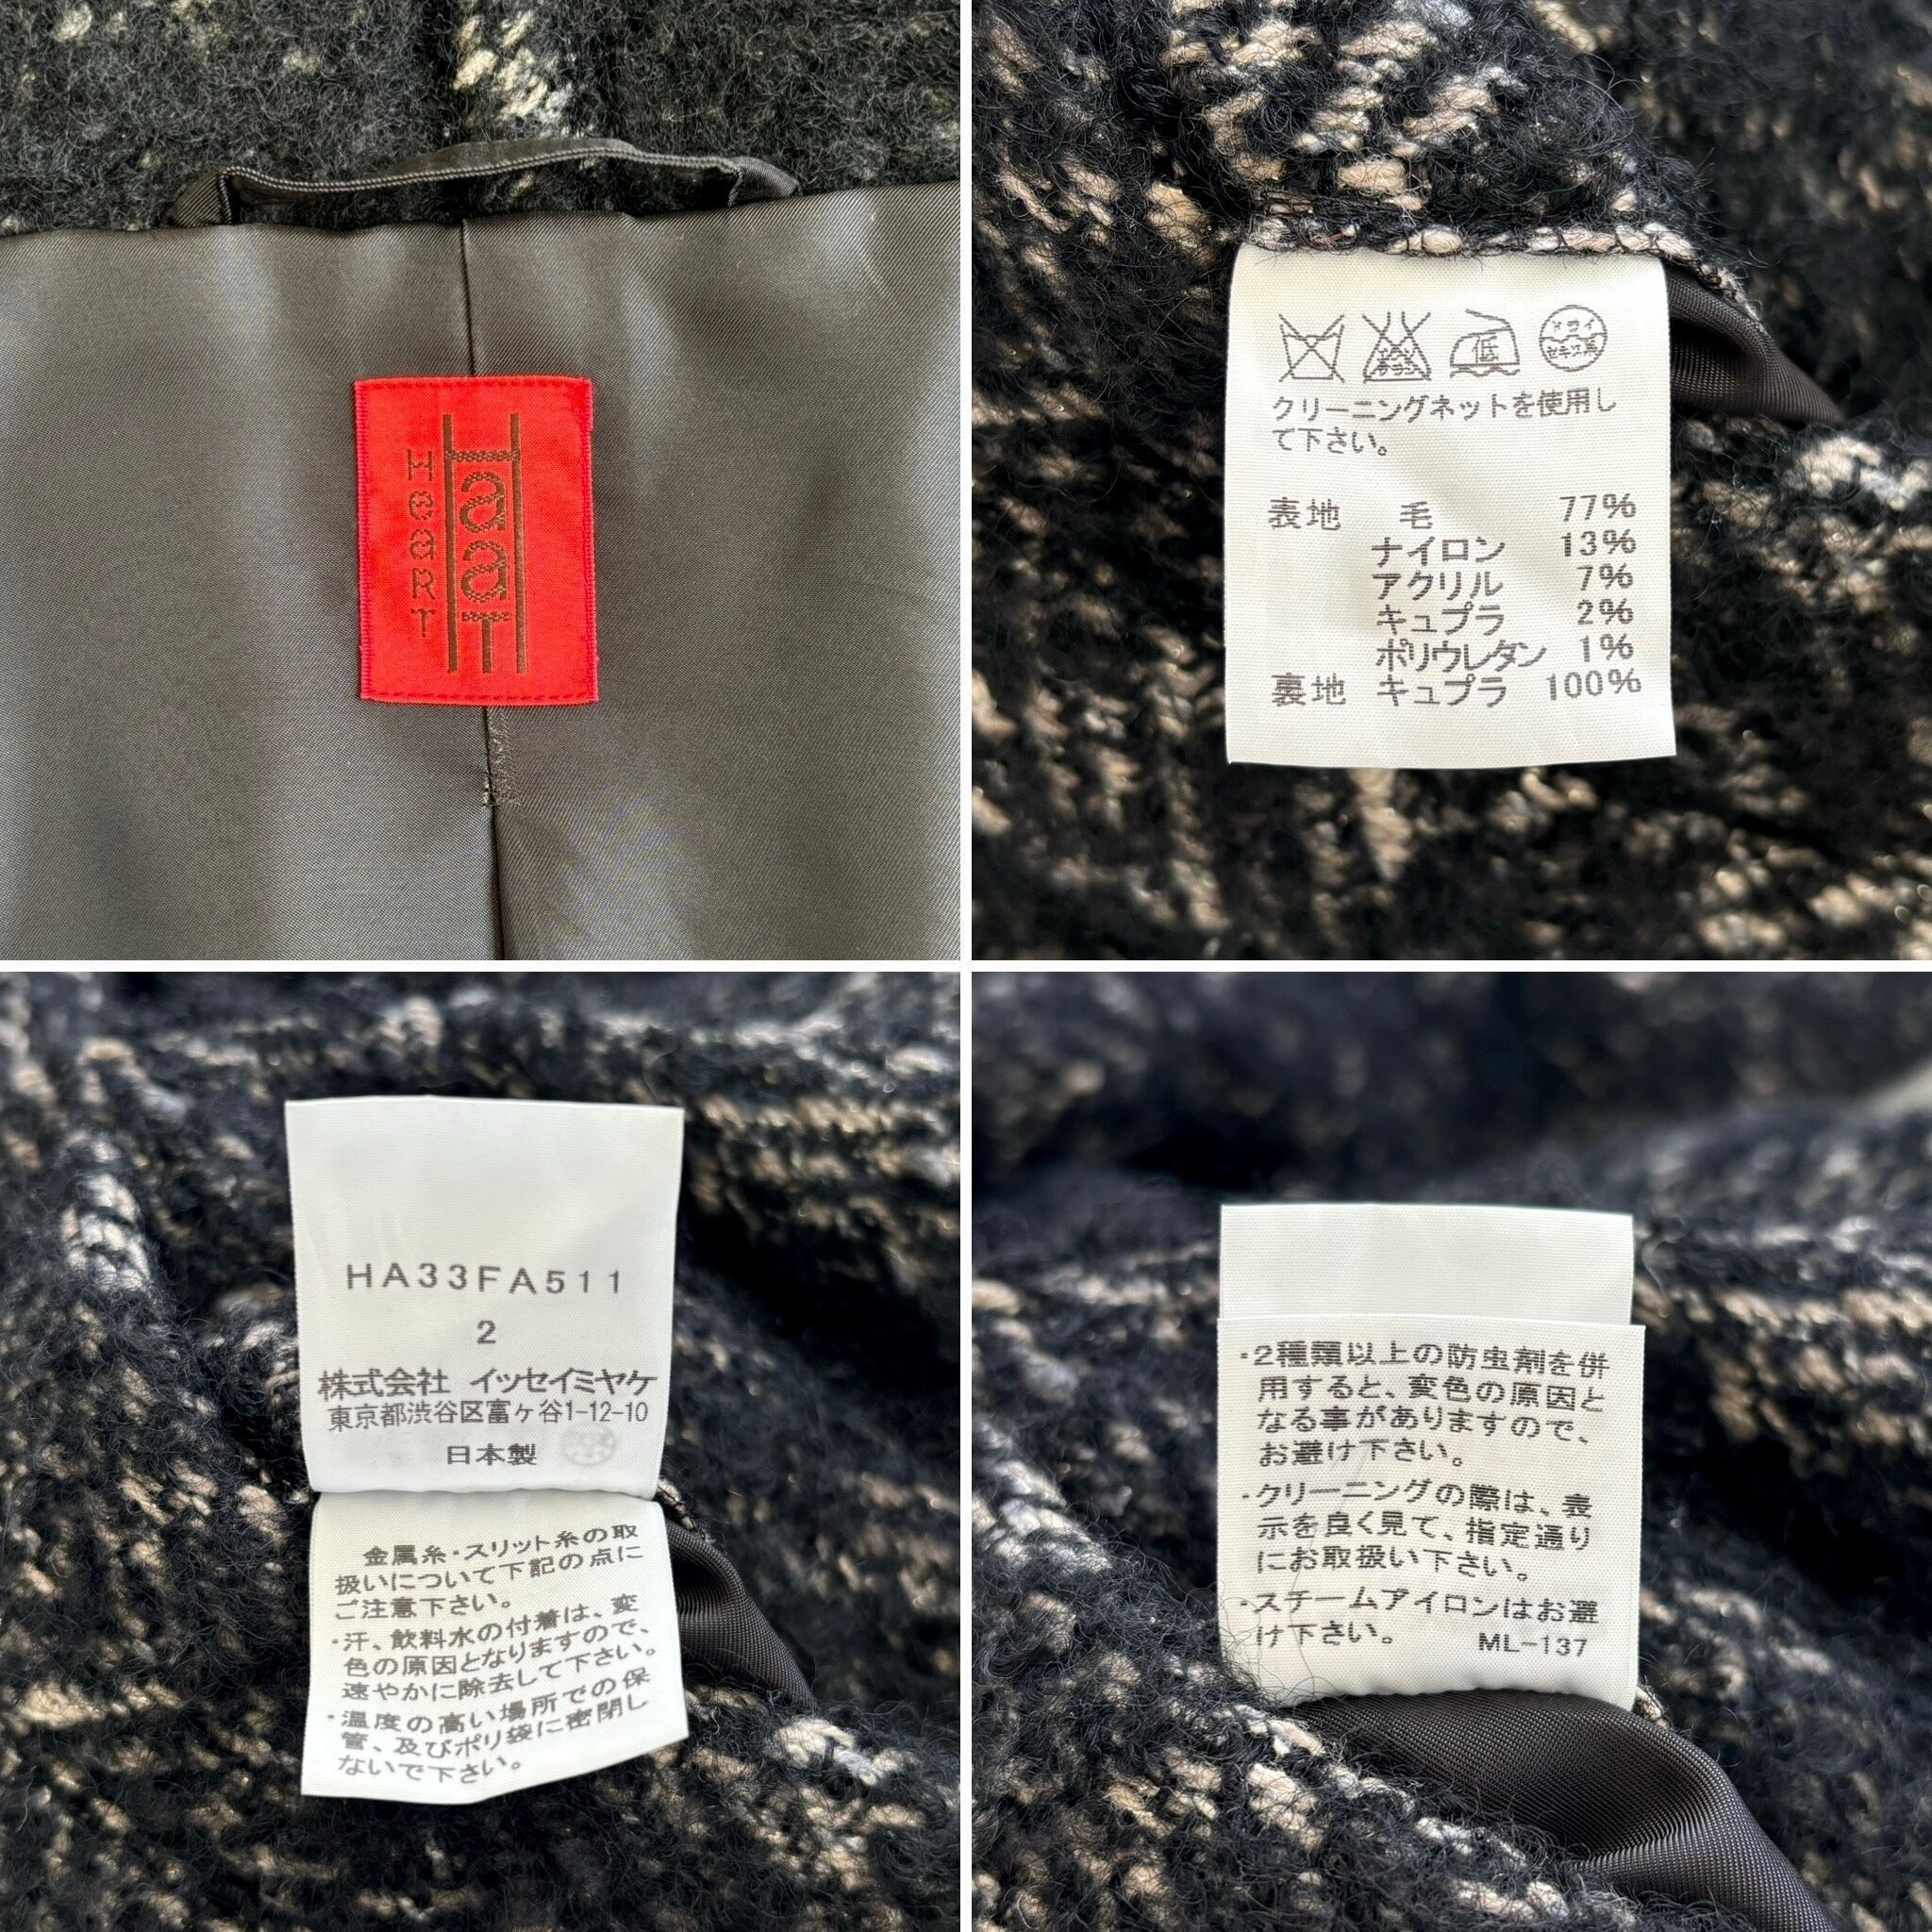 HeaRT
HaaT
低
ドライ
セキユ系
クリーニングネットを使用し
て下さい。
表地 毛 77%
ナイロン 13%
アクリル 7%
キュプラ 2%
ポリウレタン 1%
裏地 キュプラ 100%
HA33FA511
2
株式会社 イッセイミヤケ
東京都渋谷区富ヶ谷1-12-10
日本製
金属糸・スリット糸の取
扱いについて下記の点に
ご注意下さい。
・汗、飲料水の付着は、変
色の原因となりますので、
速やかに除去して下さい。
・温度の高い場所での保
管、及びポリ袋に密閉し
ないで下さい。
・2種類以上の防虫剤を併
用すると、変色の原因と
なる事がありますので、
お避け下さい。
・クリーニングの際は、表
示を良く見て、指定通り
にお取扱い下さい。
・スチームアイロンはお避
け下さい。 ML-137